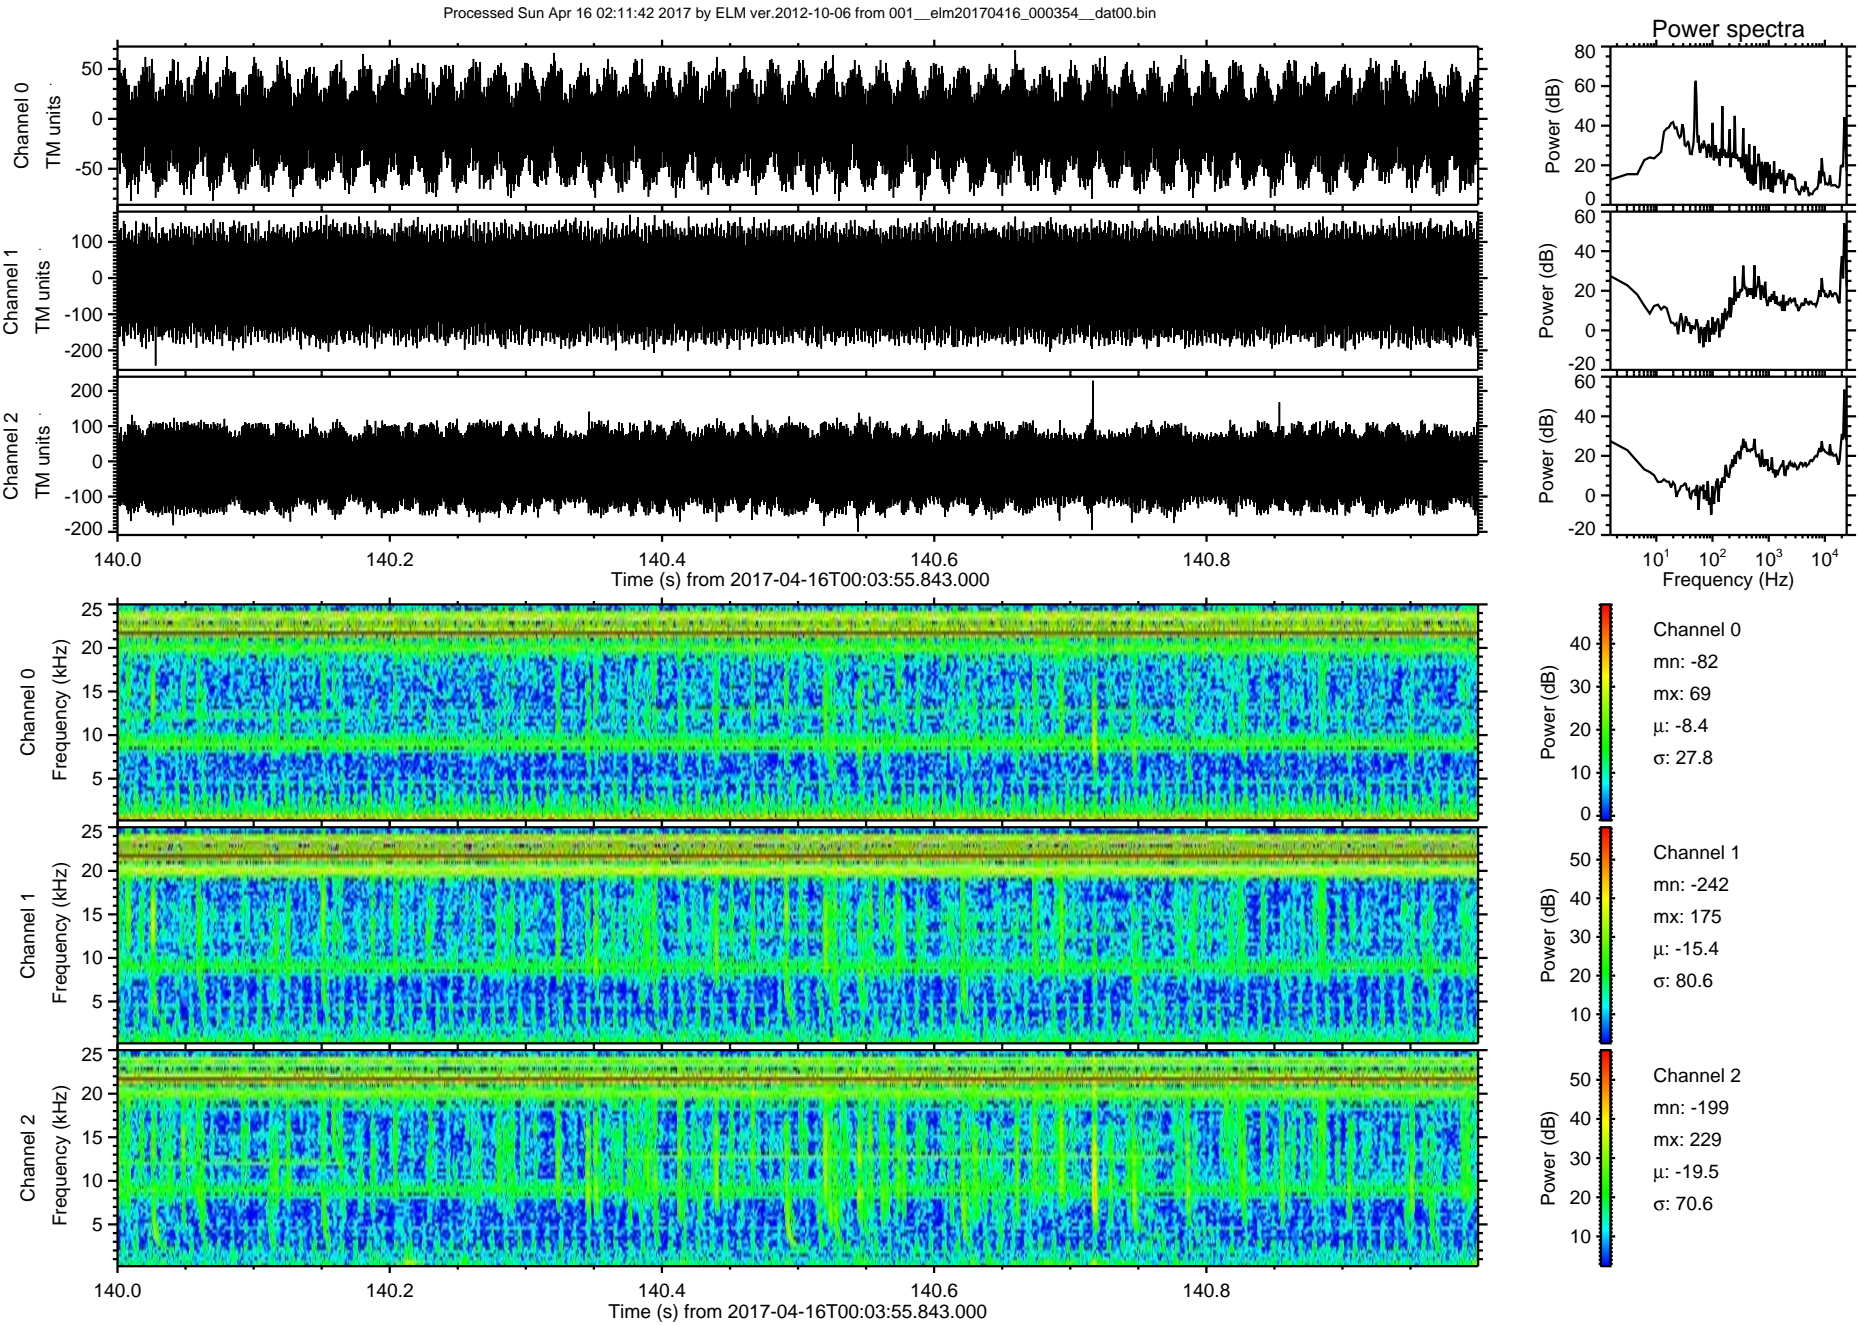 Processed Sun Apr 16 02:11:42 2017 by ELM ver.2012-10-06 from 001__elm20170416_000354__dat00.bin
Power spectra
Channel 0
TM units
50
0
-50
Power (dB)
80
60
40
20
0
Channel 1
TM units
100
0
-100
-200
Power (dB)
60
40
20
0
-20
Channel 2
TM units
200
100
0
-100
-200
Power (dB)
60
40
20
0
-20
140.0 140.2 140.4 140.6 140.8
Time (s) from 2017-04-16T00:03:55.843.000
10^1 10^2 10^3 10^4
Frequency (Hz)
Channel 0
Frequency (kHz)
25
20
15
10
5
Power (dB)
40
30
20
10
0
Channel 0
mn: -82
mx: 69
μ: -8.4
σ: 27.8
Channel 1
Frequency (kHz)
25
20
15
10
5
Power (dB)
50
40
30
20
10
Channel 1
mn: -242
mx: 175
μ: -15.4
σ: 80.6
Channel 2
Frequency (kHz)
25
20
15
10
5
Power (dB)
50
40
30
20
10
Channel 2
mn: -199
mx: 229
μ: -19.5
σ: 70.6
140.0 140.2 140.4 140.6 140.8
Time (s) from 2017-04-16T00:03:55.843.000